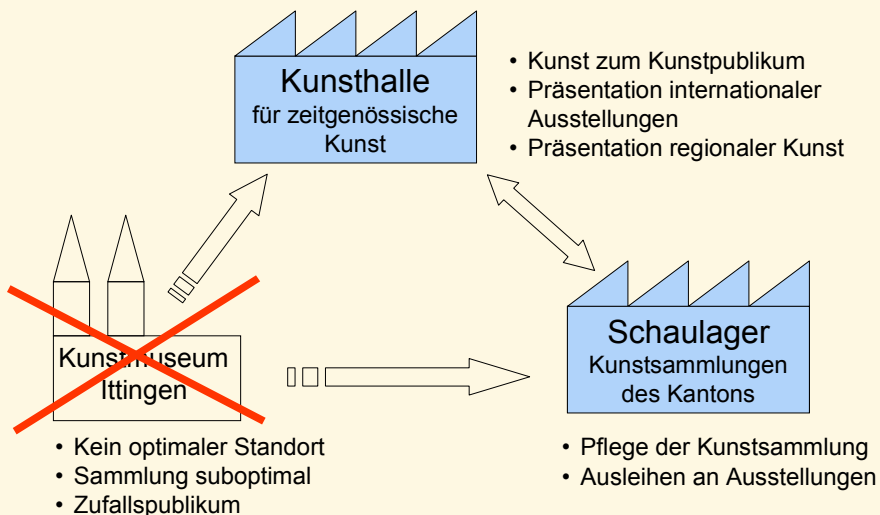 Kunsthalle
für zeitgenössische
Kunst
• Kunst zum Kunstpublikum
• Präsentation internationaler
Ausstellungen
• Präsentation regionaler Kunst
Kunstmuseum
Ittingen
• Kein optimaler Standort
• Sammlung suboptimal
• Zufallspublikum
Schaulager
Kunstsammlungen
des Kantons
• Pflege der Kunstsammlung
• Ausleihen an Ausstellungen